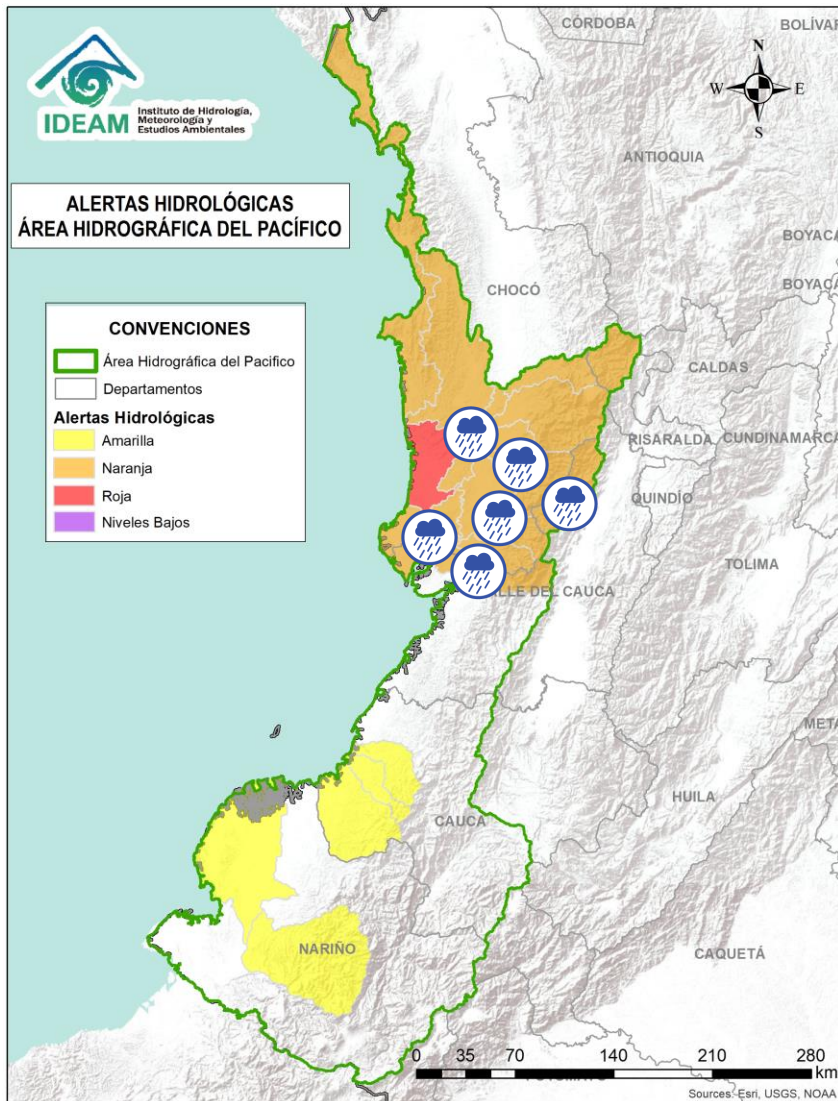 CÓRDOBA
BOLÍVAR
IDEAM
Instituto de Hidrología,
Meteorología y
Estudios Ambientales
N
W
E
S
ANTIOQUIA
ALERTAS HIDROLÓGICAS
ÁREA HIDROGRÁFICA DEL PACÍFICO
BOYACÁ
BOYACÁ
CHOCÓ
CONVENCIONES
Área Hidrográfica del Pacifico
Departamentos
Alertas Hidrológicas
Amarilla
Naranja
Roja
Niveles Bajos
CALDAS
RISARALDA
CUNDINAMARCA
QUINDÍO
TOLIMA
ALLE DEL CAUCA
META
HUILA
CAUCA
CAQUETÁ
NARIÑO
0 35 70 140 210 280
km
Sources: Esri, USGS, NOAA